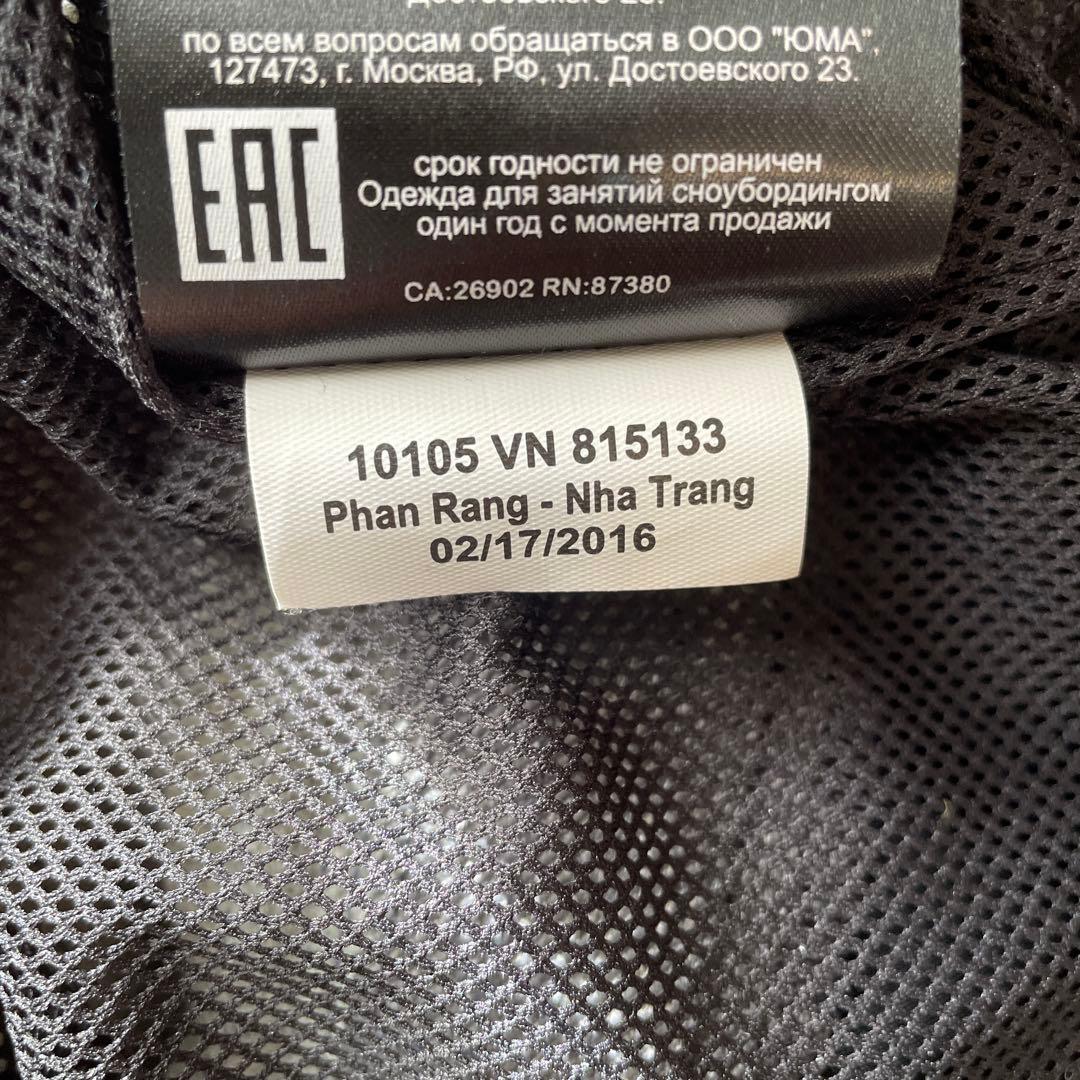 Достоевского 23.
по всем вопросам обращаться в ООО "ЮМА",
127473, г. Москва, РФ, ул. Достоевского 23.
EAC
срок годности не ограничен
Одежда для занятий сноубордингом
один год с момента продажи
CA:26902 RN:87380
10105 VN 815133
Phan Rang - Nha Trang
02/17/2016